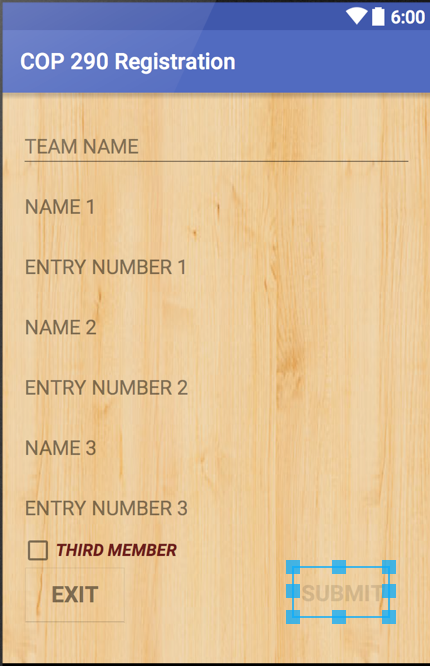 6:00
COP 290 Registration
TEAM NAME
NAME 1
ENTRY NUMBER 1
NAME 2
ENTRY NUMBER 2
NAME 3
ENTRY NUMBER 3
THIRD MEMBER
EXIT SUBMIT